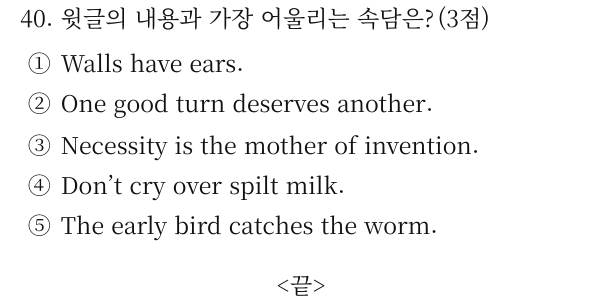 40. 윗글의 내용과 가장 어울리는 속담은?(3점)
① Walls have ears.
② One good turn deserves another.
③ Necessity is the mother of invention.
④ Don’t cry over spilt milk.
⑤ The early bird catches the worm.
<끝>